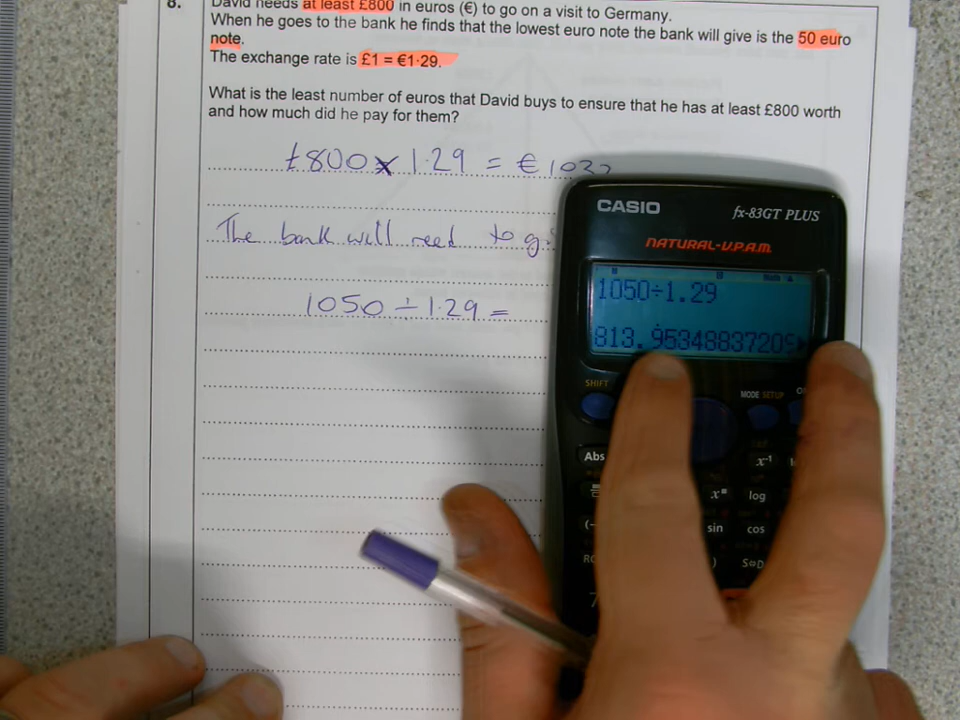 8. David needs at least £800 in euros (€) to go on a visit to Germany.
When he goes to the bank he finds that the lowest euro note the bank will give is the 50 euro
note.
The exchange rate is £1 = €1·29.
What is the least number of euros that David buys to ensure that he has at least £800 worth
and how much did he pay for them?
£800 x 1·29 = € 1032
The bank will need to
1050 ÷ 1·29 =
CASIO
fx-83GT PLUS
NATURAL-V.P.A.M.
1050÷1.29
813.953488372
SHIFT
MODE SETUP
Abs
x⁻¹
log
(-
sin
cos
S⇔D